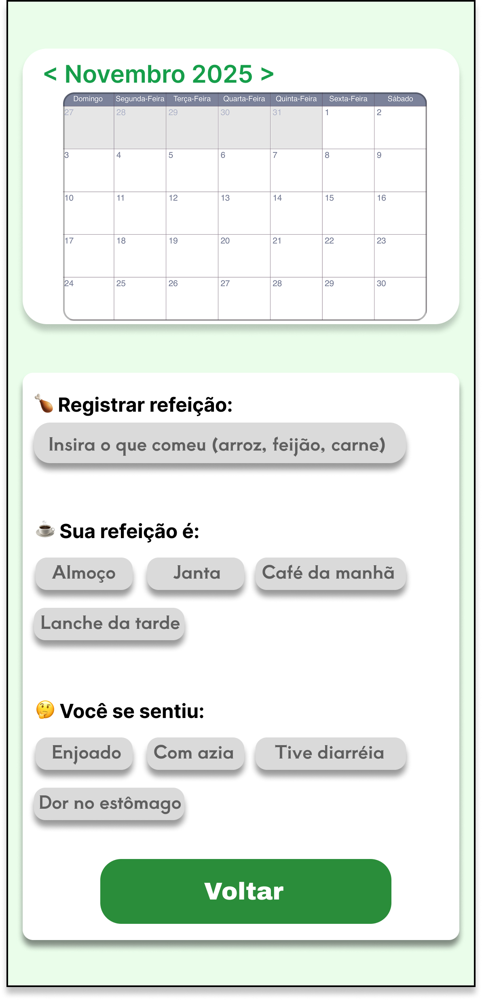 < Novembro 2025 >
Domingo Segunda-Feira Terça-Feira Quarta-Feira Quinta-Feira Sexta-Feira Sábado
27 28 29 30 31 1 2
3 4 5 6 7 8 9
10 11 12 13 14 15 16
17 18 19 20 21 22 23
24 25 26 27 28 29 30
🍗 Registrar refeição:
Insira o que comeu (arroz, feijão, carne)
☕ Sua refeição é:
Almoço Janta Café da manhã
Lanche da tarde
🤔 Você se sentiu:
Enjoado Com azia Tive diarréia
Dor no estômago
Voltar